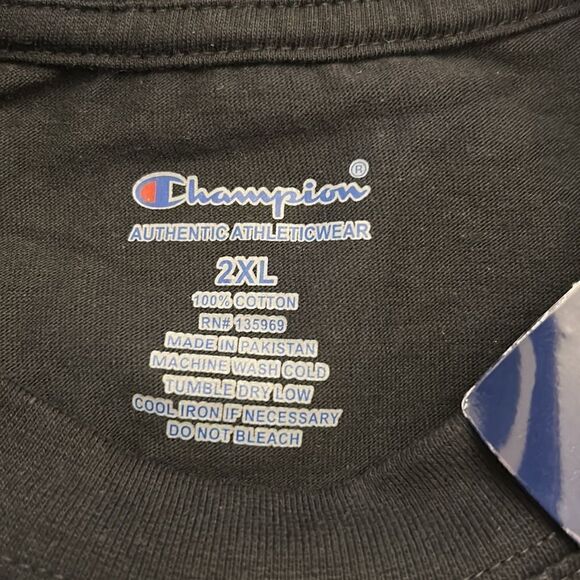 Champion®
AUTHENTIC ATHLETICWEAR
2XL
100% COTTON
RN# 135969
MADE IN PAKISTAN
MACHINE WASH COLD
TUMBLE DRY LOW
COOL IRON IF NECESSARY
DO NOT BLEACH